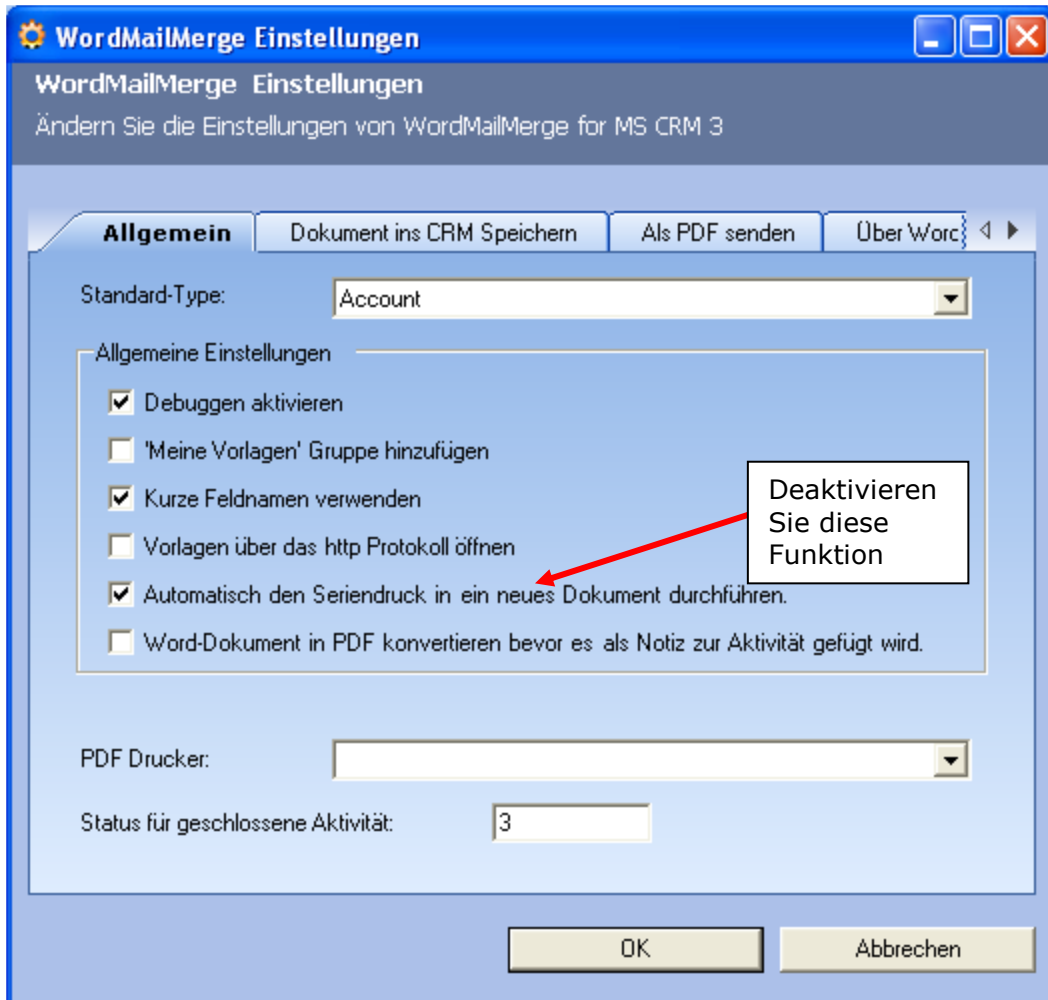 WordMailMerge Einstellungen
WordMailMerge Einstellungen
Ändern Sie die Einstellungen von WordMailMerge for MS CRM 3
Allgemein
Dokument ins CRM Speichern
Als PDF senden
Über Word
Standard-Type:
Account
Allgemeine Einstellungen
Debuggen aktivieren
'Meine Vorlagen' Gruppe hinzufügen
Kurze Feldnamen verwenden
Vorlagen über das http Protokoll öffnen
Automatisch den Seriendruck in ein neues Dokument durchführen.
Word-Dokument in PDF konvertieren bevor es als Notiz zur Aktivität gefügt wird.
Deaktivieren
Sie diese
Funktion
PDF Drucker:
Status für geschlossene Aktivität:
3
OK
Abbrechen